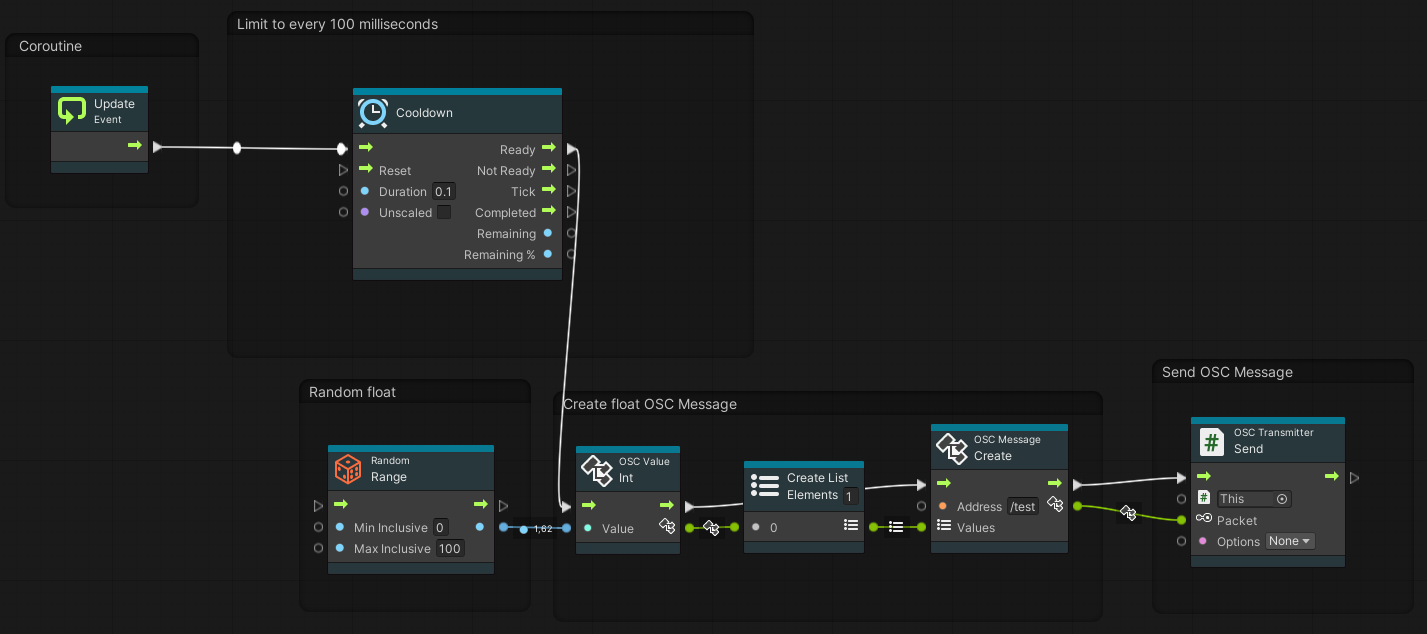 Limit to every 100 milliseconds
Coroutine
Update
Event
Cooldown
Ready
Reset
Not Ready
Duration 0.1
Tick
Unscaled
Completed
Remaining
Remaining %
Random float
Random
Range
Min Inclusive 0
Max Inclusive 100
1,62
Create float OSC Message
OSC Value
Int
Value
Create List
Elements 1
0
OSC Message
Create
Address /test
Values
Send OSC Message
OSC Transmitter
Send
# This
Packet
Options None